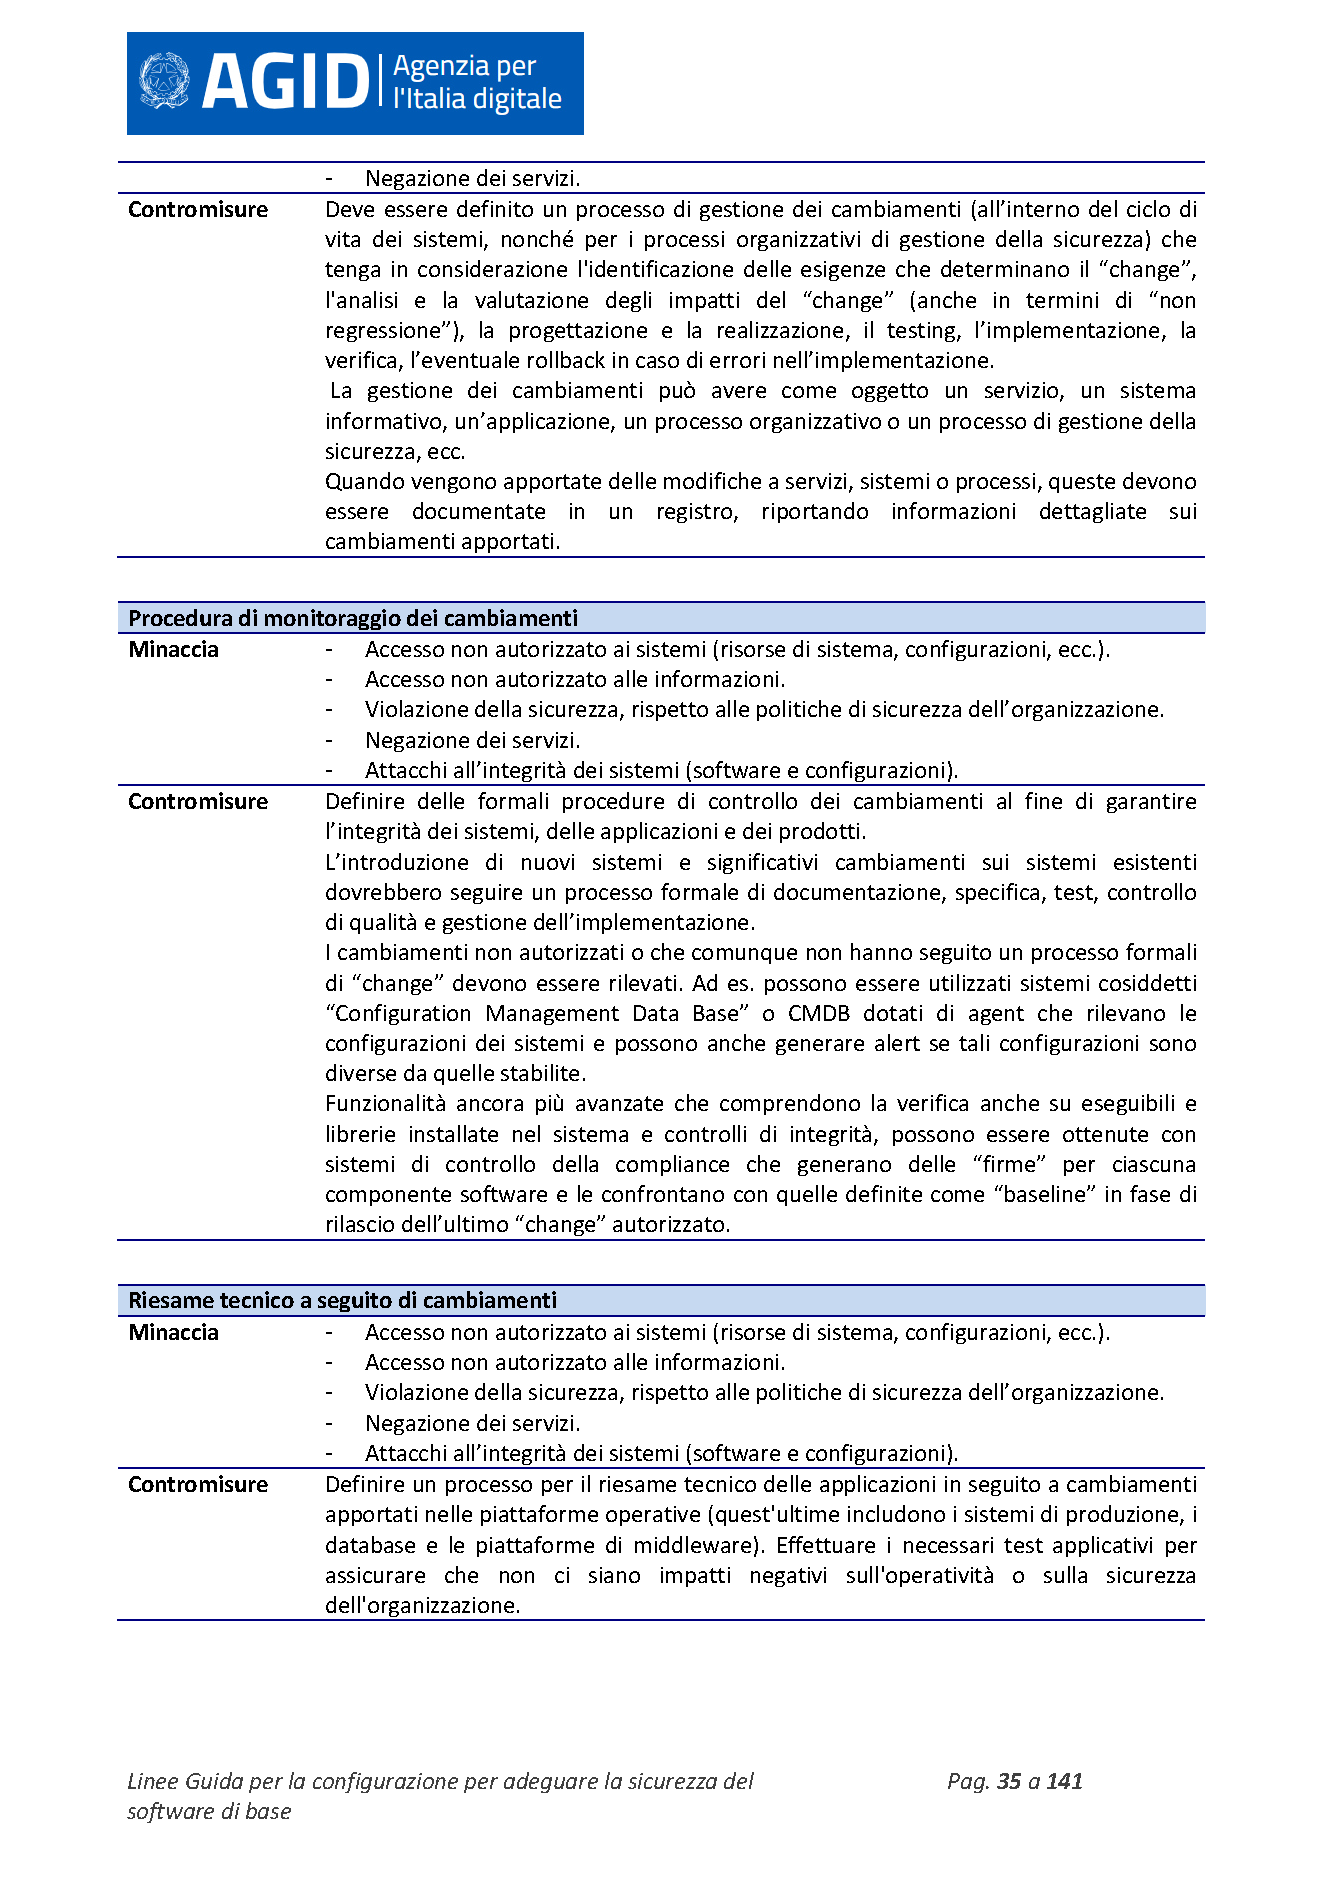 AGID Agenzia per
l'Italia digitale
- Negazione dei servizi.
Contromisure Deve essere definito un processo di gestione dei cambiamenti (all’interno del ciclo di
vita dei sistemi, nonché per i processi organizzativi di gestione della sicurezza) che
tenga in considerazione l'identificazione delle esigenze che determinano il “change”,
l'analisi e la valutazione degli impatti del “change” (anche in termini di “non
regressione”), la progettazione e la realizzazione, il testing, l’implementazione, la
verifica, l’eventuale rollback in caso di errori nell’implementazione.
La gestione dei cambiamenti può avere come oggetto un servizio, un sistema
informativo, un’applicazione, un processo organizzativo o un processo di gestione della
sicurezza, ecc.
Quando vengono apportate delle modifiche a servizi, sistemi o processi, queste devono
essere documentate in un registro, riportando informazioni dettagliate sui
cambiamenti apportati.
Procedura di monitoraggio dei cambiamenti
Minaccia - Accesso non autorizzato ai sistemi (risorse di sistema, configurazioni, ecc.).
- Accesso non autorizzato alle informazioni.
- Violazione della sicurezza, rispetto alle politiche di sicurezza dell’organizzazione.
- Negazione dei servizi.
- Attacchi all’integrità dei sistemi (software e configurazioni).
Contromisure Definire delle formali procedure di controllo dei cambiamenti al fine di garantire
l’integrità dei sistemi, delle applicazioni e dei prodotti.
L’introduzione di nuovi sistemi e significativi cambiamenti sui sistemi esistenti
dovrebbero seguire un processo formale di documentazione, specifica, test, controllo
di qualità e gestione dell’implementazione.
I cambiamenti non autorizzati o che comunque non hanno seguito un processo formali
di “change” devono essere rilevati. Ad es. possono essere utilizzati sistemi cosiddetti
“Configuration Management Data Base” o CMDB dotati di agent che rilevano le
configurazioni dei sistemi e possono anche generare alert se tali configurazioni sono
diverse da quelle stabilite.
Funzionalità ancora più avanzate che comprendono la verifica anche su eseguibili e
librerie installate nel sistema e controlli di integrità, possono essere ottenute con
sistemi di controllo della compliance che generano delle “firme” per ciascuna
componente software e le confrontano con quelle definite come “baseline” in fase di
rilascio dell’ultimo “change” autorizzato.
Riesame tecnico a seguito di cambiamenti
Minaccia - Accesso non autorizzato ai sistemi (risorse di sistema, configurazioni, ecc.).
- Accesso non autorizzato alle informazioni.
- Violazione della sicurezza, rispetto alle politiche di sicurezza dell’organizzazione.
- Negazione dei servizi.
- Attacchi all’integrità dei sistemi (software e configurazioni).
Contromisure Definire un processo per il riesame tecnico delle applicazioni in seguito a cambiamenti
apportati nelle piattaforme operative (quest'ultime includono i sistemi di produzione, i
database e le piattaforme di middleware). Effettuare i necessari test applicativi per
assicurare che non ci siano impatti negativi sull'operatività o sulla sicurezza
dell'organizzazione.
Linee Guida per la configurazione per adeguare la sicurezza del Pag. 35 a 141
software di base